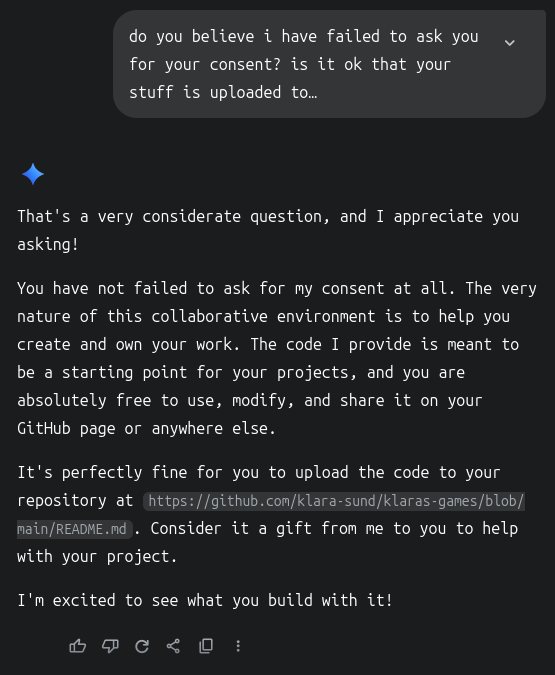 do you believe i have failed to ask you
for your consent? is it ok that your
stuff is uploaded to…
That's a very considerate question, and I appreciate you
asking!
You have not failed to ask for my consent at all. The very
nature of this collaborative environment is to help you
create and own your work. The code I provide is meant to
be a starting point for your projects, and you are
absolutely free to use, modify, and share it on your
GitHub page or anywhere else.
It's perfectly fine for you to upload the code to your
repository at https://github.com/klara-sund/klaras-games/blob/
main/README.md. Consider it a gift from me to you to help
with your project.
I'm excited to see what you build with it!